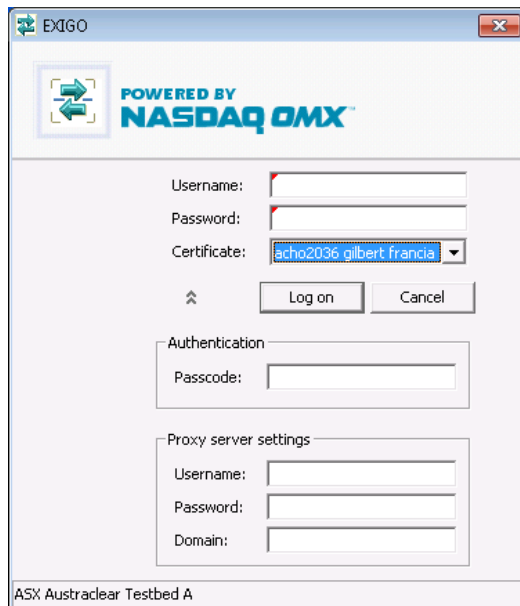 EXIGO
POWERED BY
NASDAQ OMX™
Username:
Password:
Certificate: acho2036 gilbert francia
Log on Cancel
Authentication
Passcode:
Proxy server settings
Username:
Password:
Domain:
ASX Austraclear Testbed A